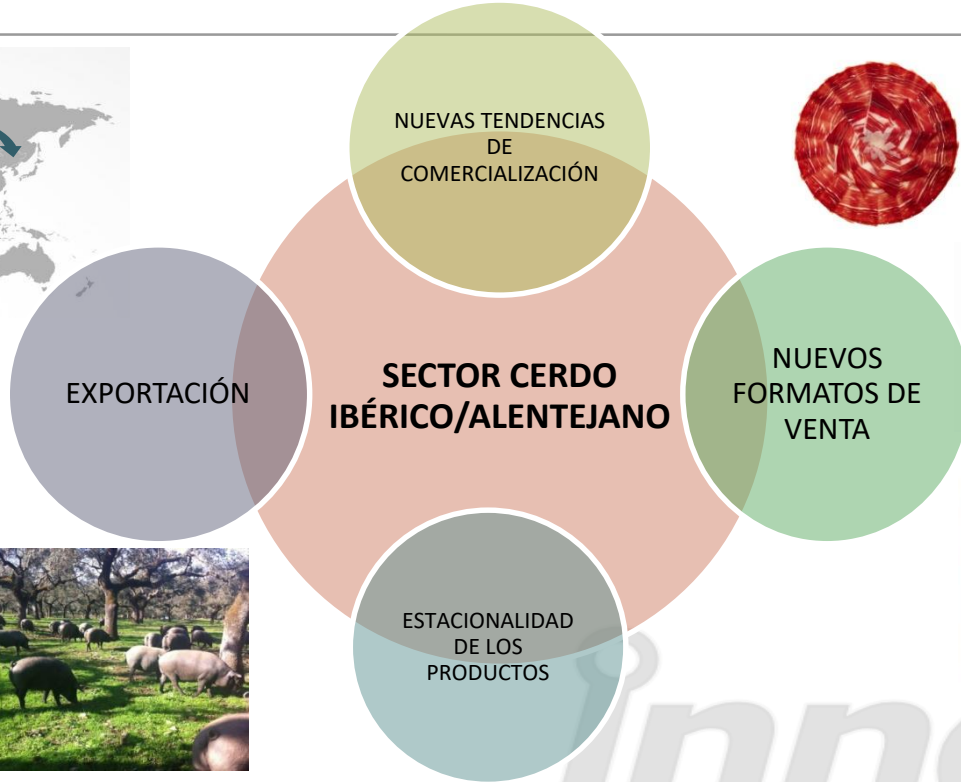 NUEVAS TENDENCIAS
DE
COMERCIALIZACIÓN
EXPORTACIÓN
SECTOR CERDO
IBÉRICO/ALENTEJANO
NUEVOS
FORMATOS DE
VENTA
ESTACIONALIDAD
DE LOS
PRODUCTOS